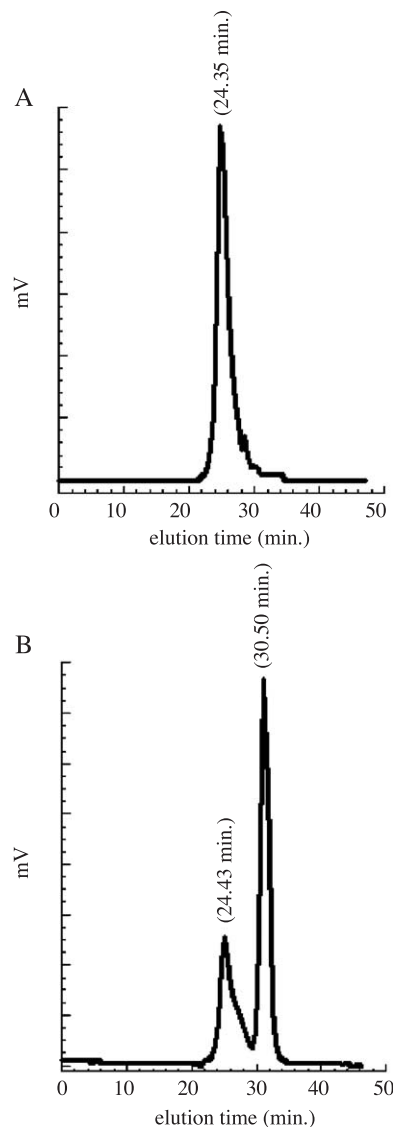 A
(24.35 min.)
mV
0 10 20 30 40 50
elution time (min.)
B
(30.50 min.)
(24.43 min.)
mV
0 10 20 30 40 50
elution time (min.)